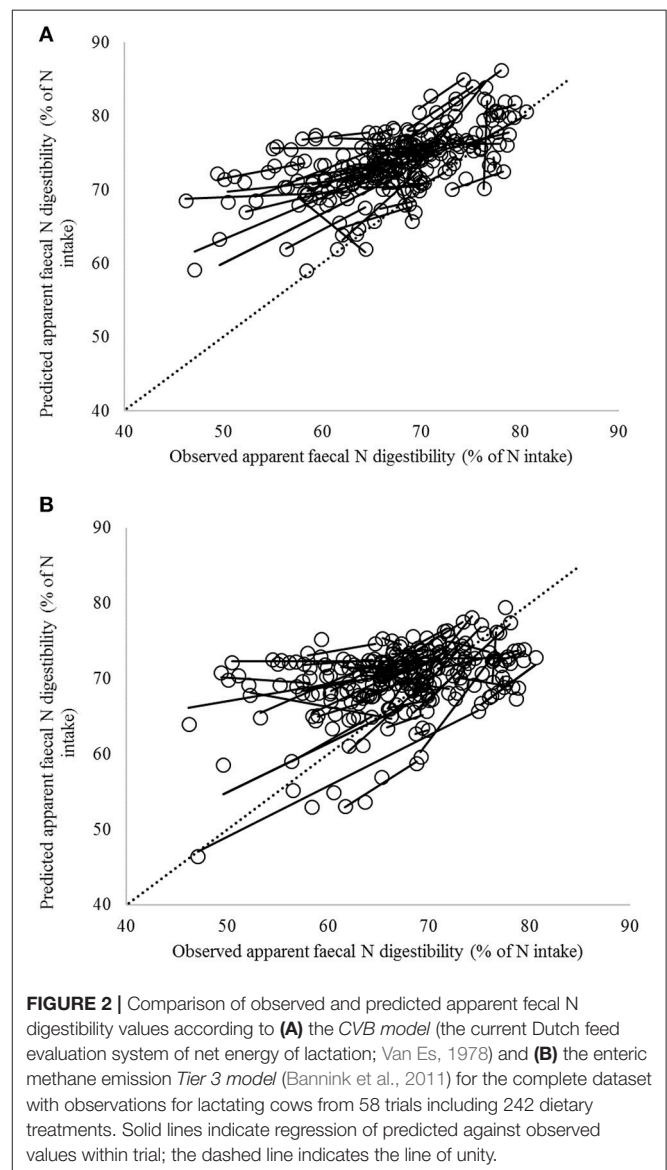 A
90
80
70
60
50
40
Predicted apparent faecal N digestibility (% of N
intake)
40
50
60
70
80
90
Observed apparent faecal N digestibility (% of N intake)
B
90
80
70
60
50
40
Predicted apparent faecal N digestibility (% of N
intake)
40
50
60
70
80
90
Observed apparent faecal N digestibility (% of N intake)
FIGURE 2 | Comparison of observed and predicted apparent fecal N
digestibility values according to (A) the CVB model (the current Dutch feed
evaluation system of net energy of lactation; Van Es, 1978) and (B) the enteric
methane emission Tier 3 model (Bannink et al., 2011) for the complete dataset
with observations for lactating cows from 58 trials including 242 dietary
treatments. Solid lines indicate regression of predicted against observed
values within trial; the dashed line indicates the line of unity.